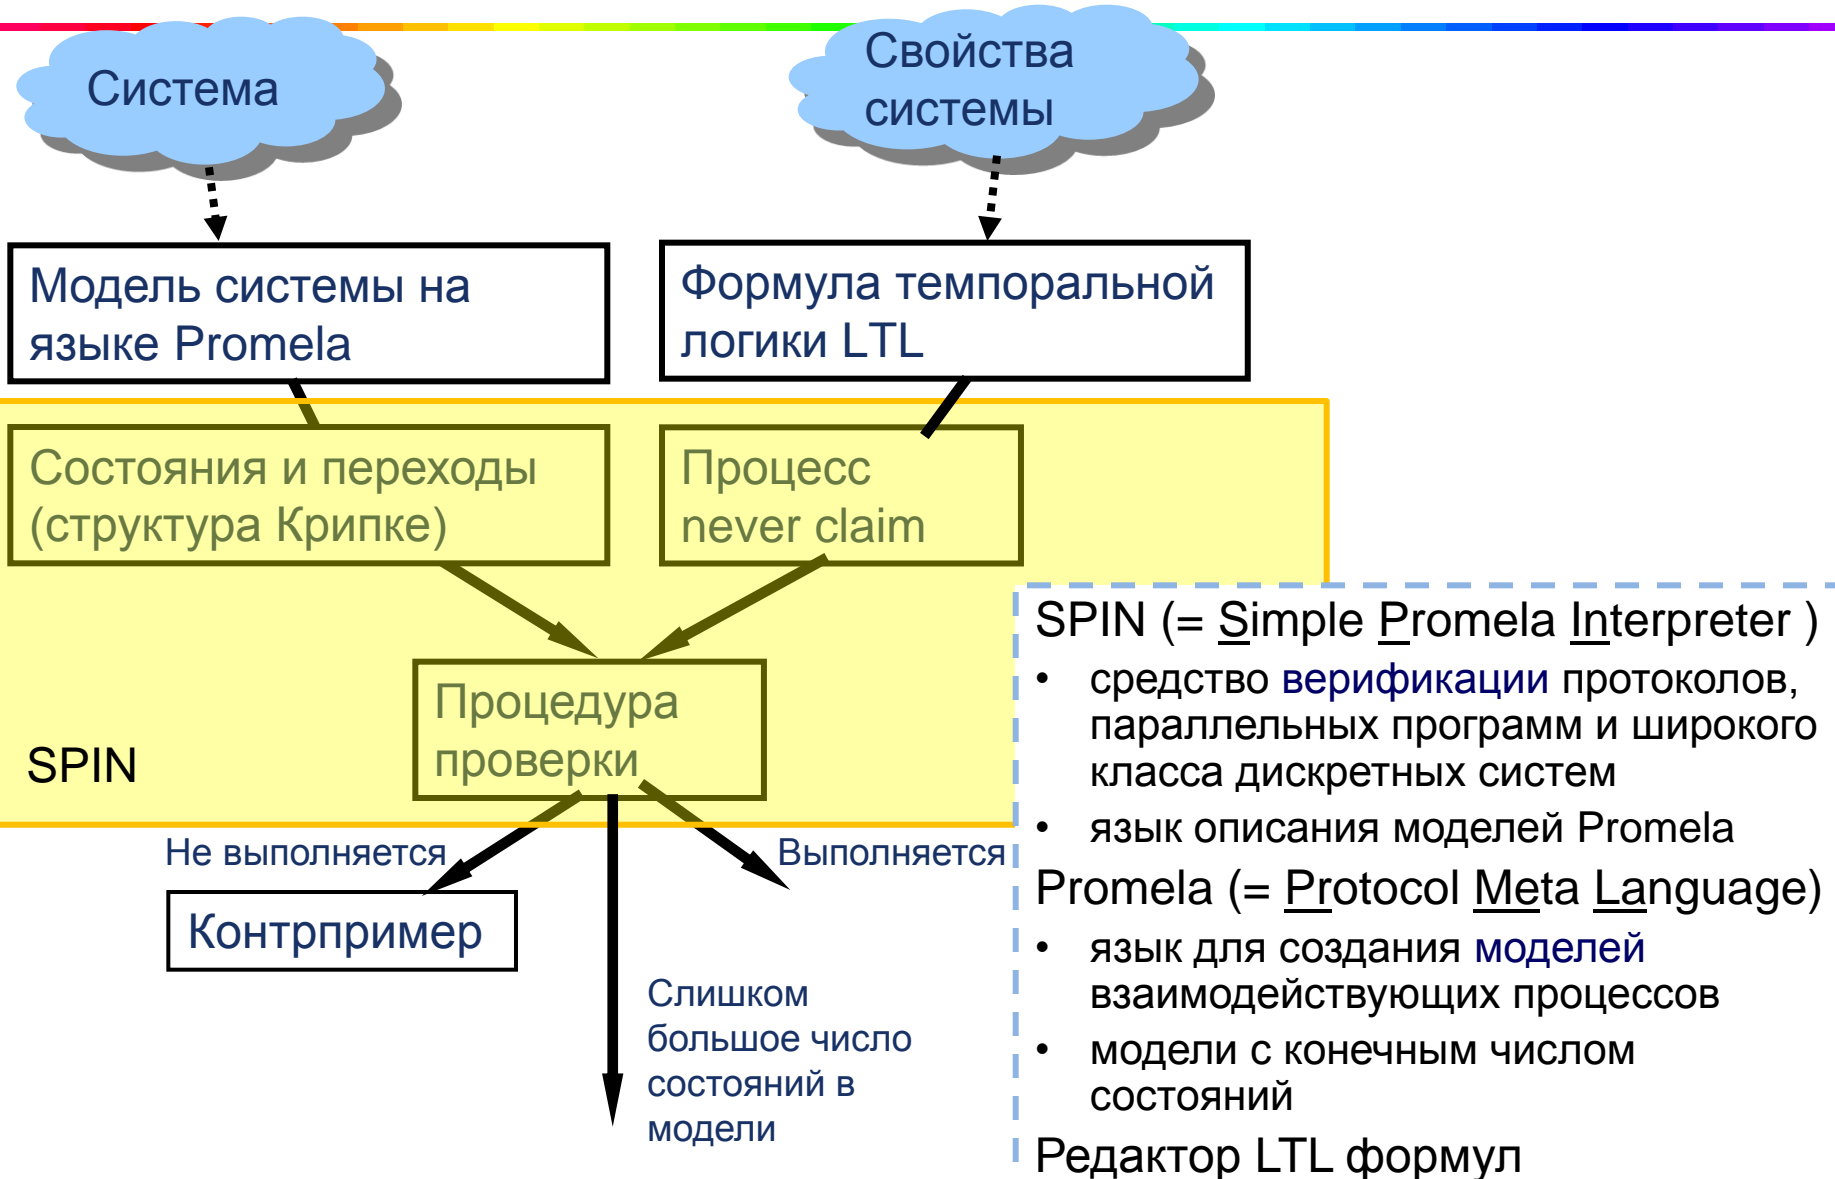 Система
Свойства
системы
Модель системы на
языке Promela
Формула темпоральной
логики LTL
Состояния и переходы
(структура Крипке)
Процесс
never claim
Процедура
проверки
SPIN
Не выполняется
Выполняется
Контрпример
Слишком
большое число
состояний в
модели
SPIN (= Simple Promela Interpreter )
• средство верификации протоколов,
параллельных программ и широкого
класса дискретных систем
• язык описания моделей Promela
Promela (= Protocol Meta Language)
• язык для создания моделей
взаимодействующих процессов
• модели с конечным числом
состояний
Редактор LTL формул